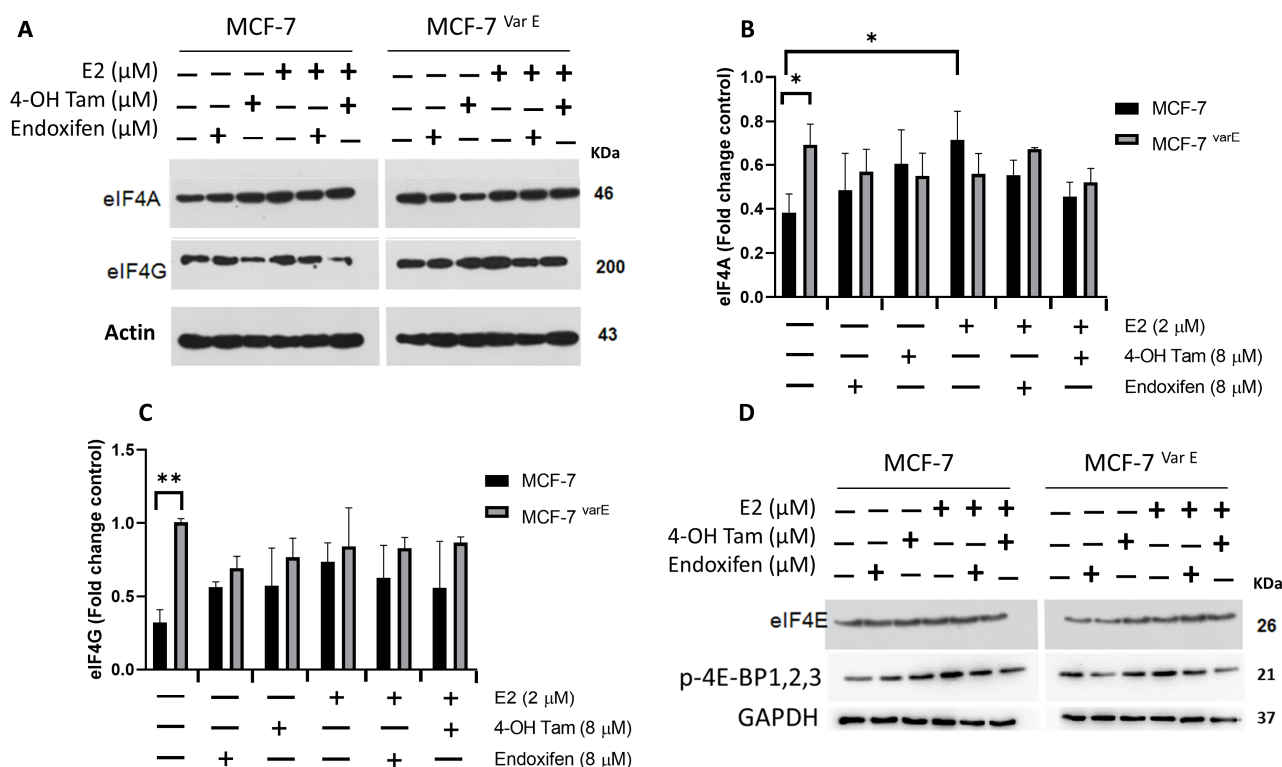 A
MCF-7
MCF-7 Var E
E2 (μM) — — — + + +  — — — + + +
4-OH Tam (μM) — — + — — +  — — + — — +
Endoxifen (μM) — + — — + —  — + — — + —
KDa
eIF4A 46
eIF4G 200
Actin 43
B
eIF4A (Fold change control)
1.0
0.8
0.6
0.4
0.2
0.0
*
*
MCF-7
MCF-7 varE
— — — + + + E2 (2 μM)
— — + — — + 4-OH Tam (8 μM)
— + — — + — Endoxifen (8 μM)
C
eIF4G (Fold change control)
1.5
1.0
0.5
0.0
**
MCF-7
MCF-7 varE
— — — + + + E2 (2 μM)
— — + — — + 4-OH Tam (8 μM)
— + — — + — Endoxifen (8 μM)
D
MCF-7
MCF-7 Var E
E2 (μM) — — — + + +  — — — + + +
4-OH Tam (μM) — — + — — +  — — + — — +
Endoxifen (μM) — + — — + —  — + — — + —
KDa
eIF4E 26
p-4E-BP1,2,3 21
GAPDH 37